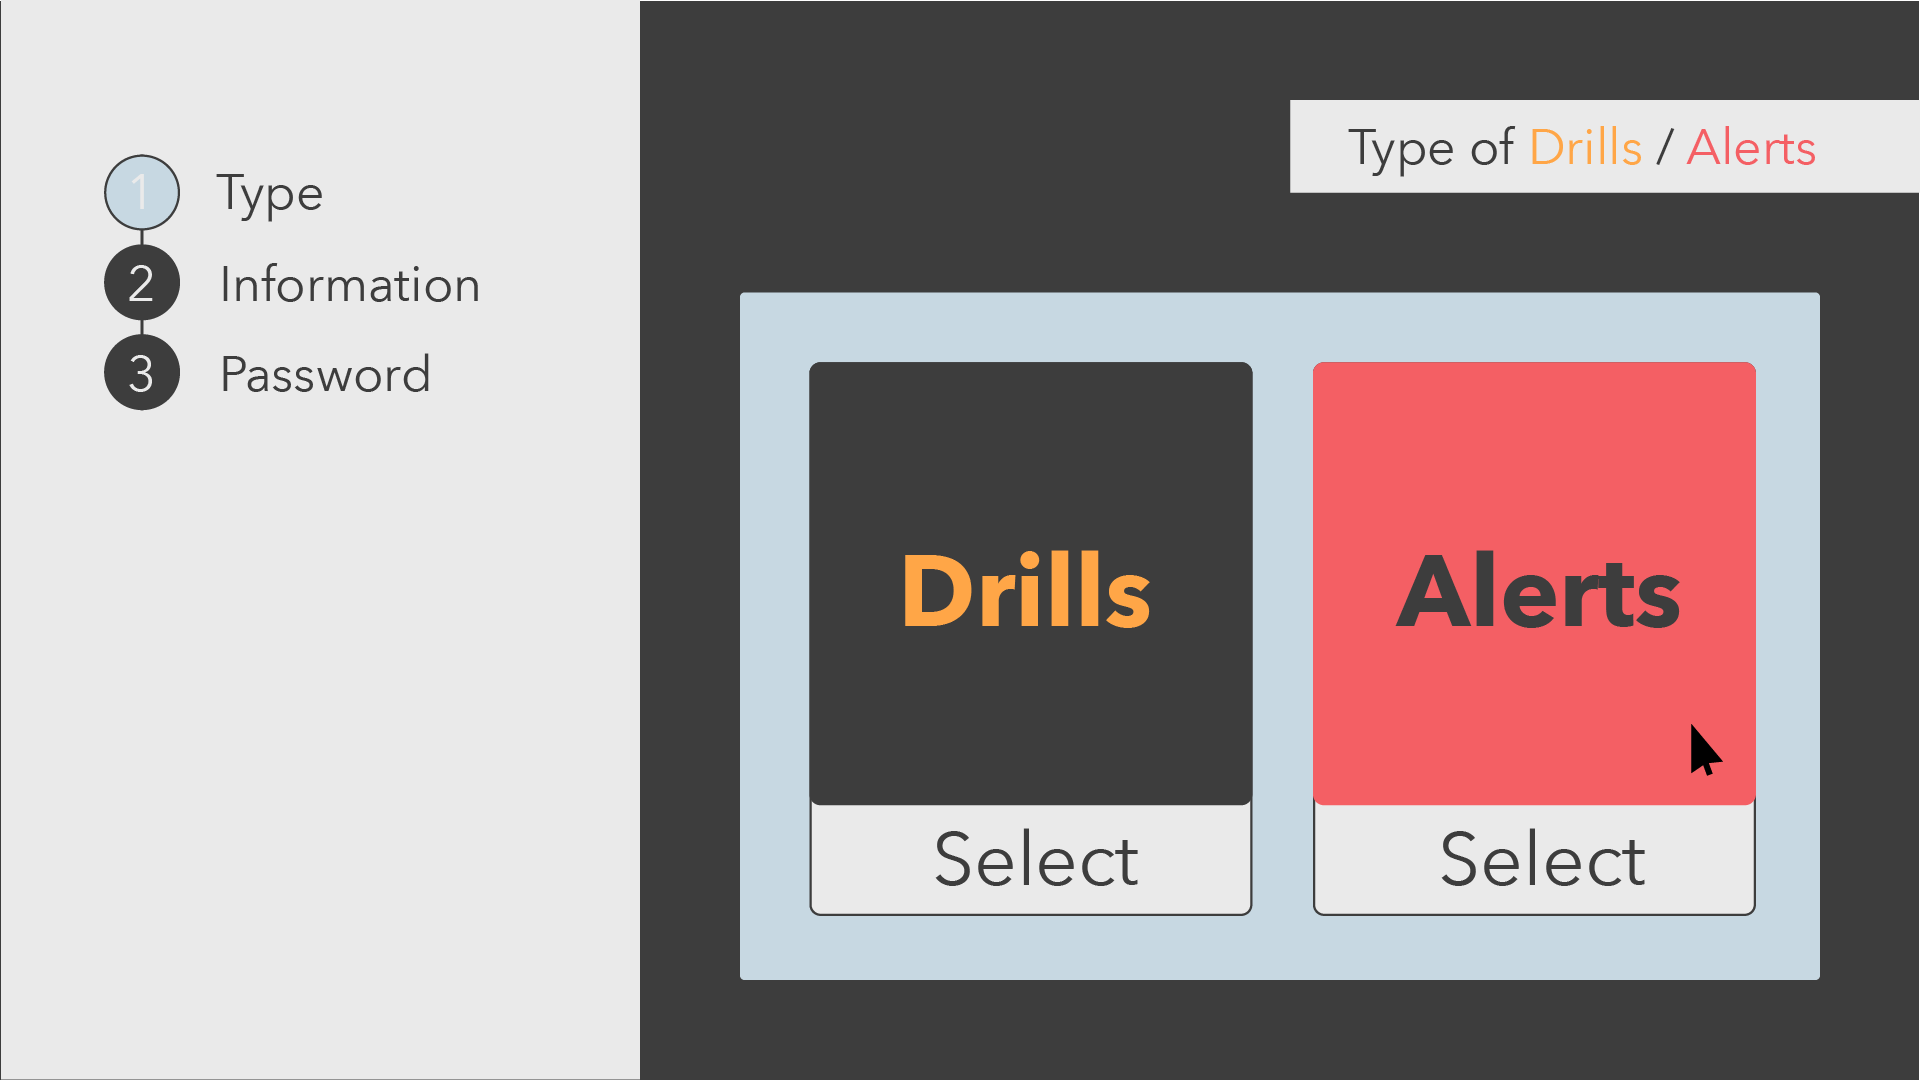 1 Type
2 Information
3 Password
Type of Drills / Alerts
Drills
Select
Alerts
Select